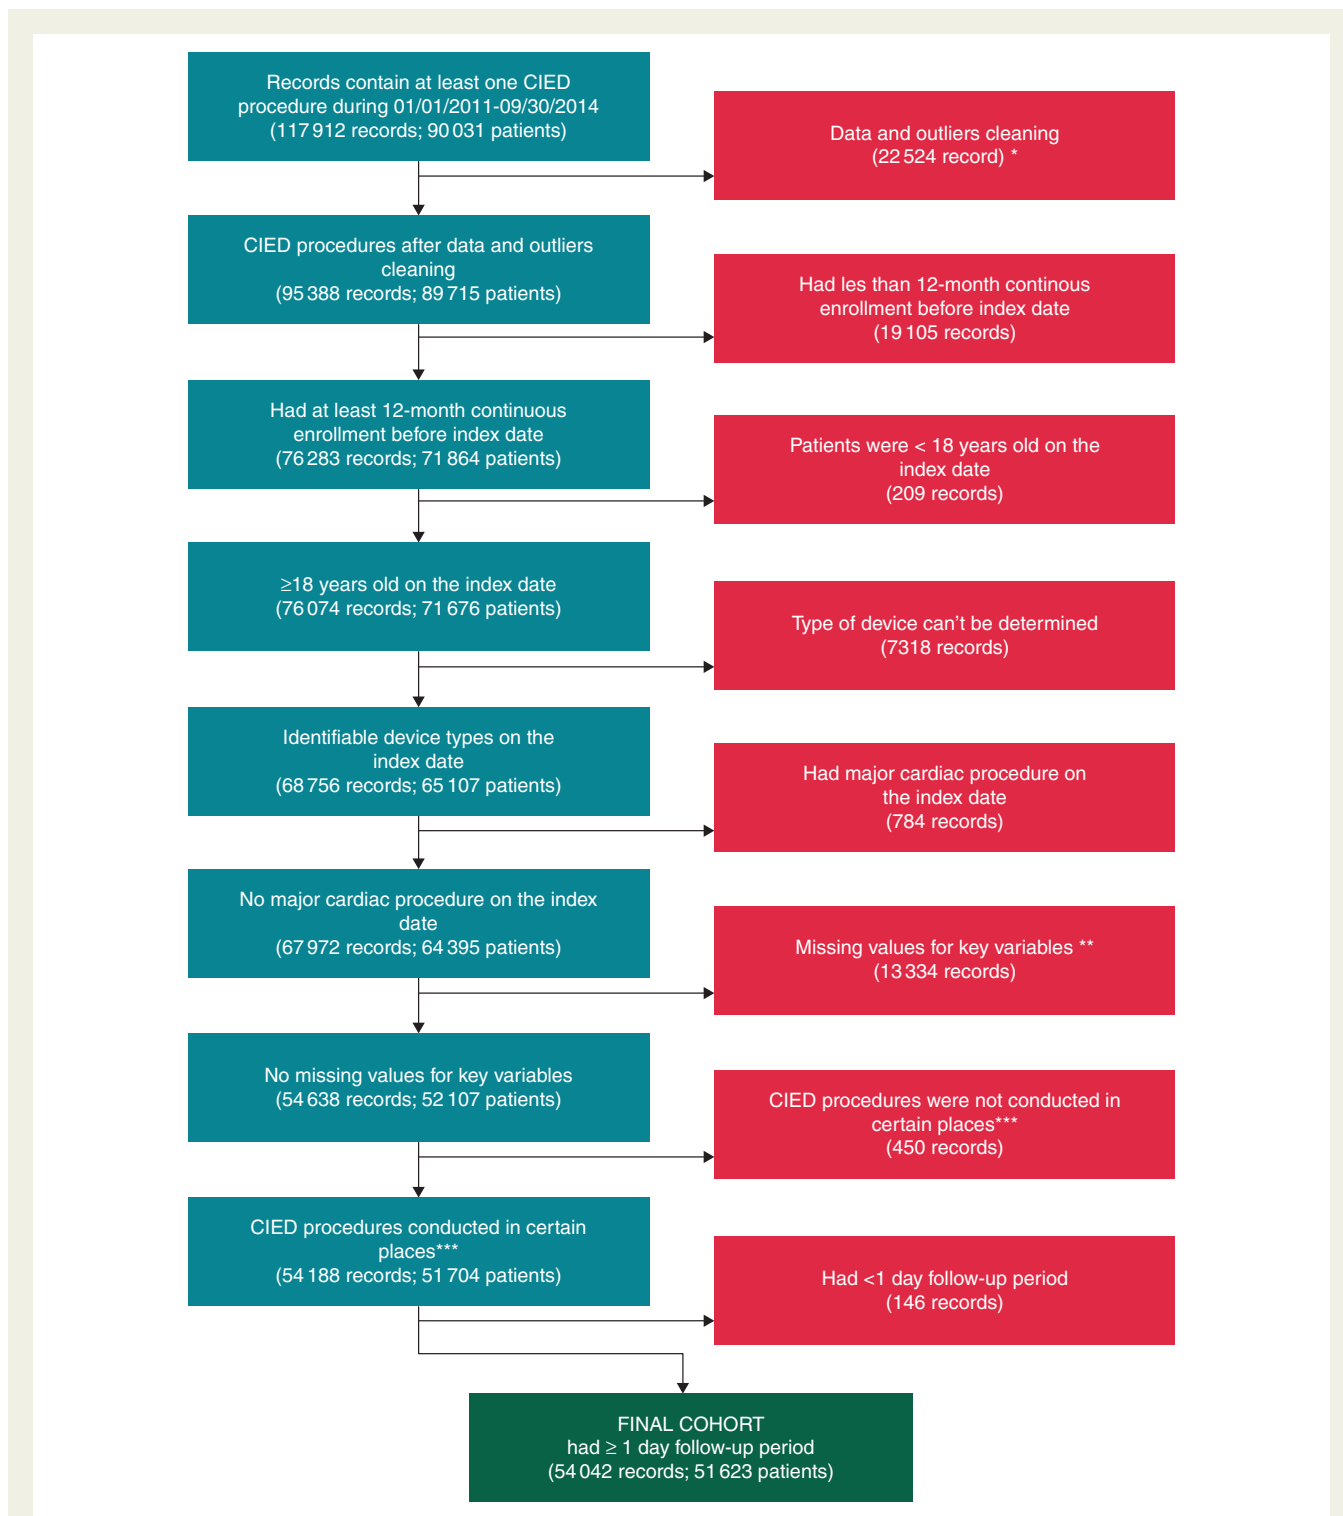 Records contain at least one CIED
procedure during 01/01/2011-09/30/2014
(117 912 records; 90 031 patients)
Data and outliers cleaning
(22 524 record) *
CIED procedures after data and outliers
cleaning
(95 388 records; 89 715 patients)
Had less than 12-month continous
enrollment before index date
(19 105 records)
Had at least 12-month continuous
enrollment before index date
(76 283 records; 71 864 patients)
Patients were < 18 years old on the
index date
(209 records)
≥18 years old on the index date
(76 074 records; 71 676 patients)
Type of device can't be determined
(7318 records)
Identifiable device types on the
index date
(68 756 records; 65 107 patients)
Had major cardiac procedure on
the index date
(784 records)
No major cardiac procedure on the index
date
(67 972 records; 64 395 patients)
Missing values for key variables **
(13 334 records)
No missing values for key variables
(54 638 records; 52 107 patients)
CIED procedures were not conducted in
certain places***
(450 records)
CIED procedures conducted in certain
places***
(54 188 records; 51 704 patients)
Had <1 day follow-up period
(146 records)
FINAL COHORT
had ≥ 1 day follow-up period
(54 042 records; 51 623 patients)